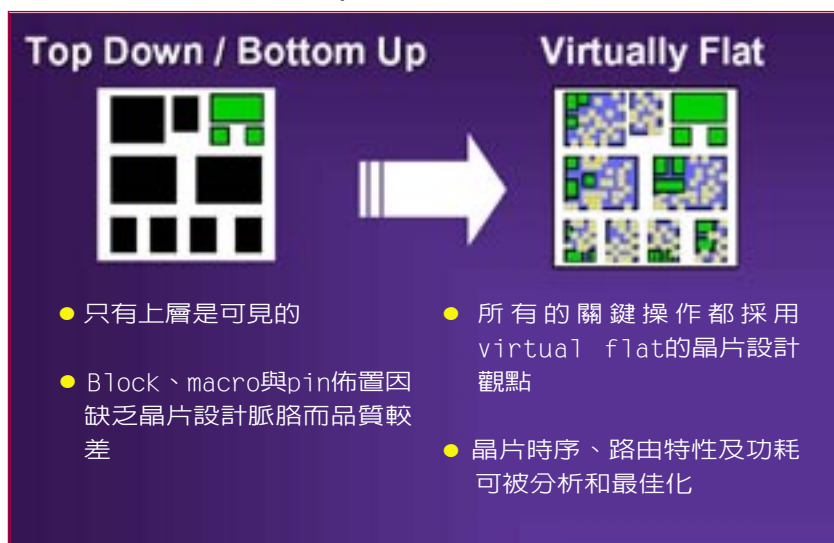 Top Down / Bottom Up
Virtually Flat
只有上層是可見的
Block、macro與pin佈置因
缺乏晶片設計脈胳而品質較
差
所有的關鍵操作都採用
virtual flat的晶片設計
觀點
晶片時序、路由特性及功耗
可被分析和最佳化